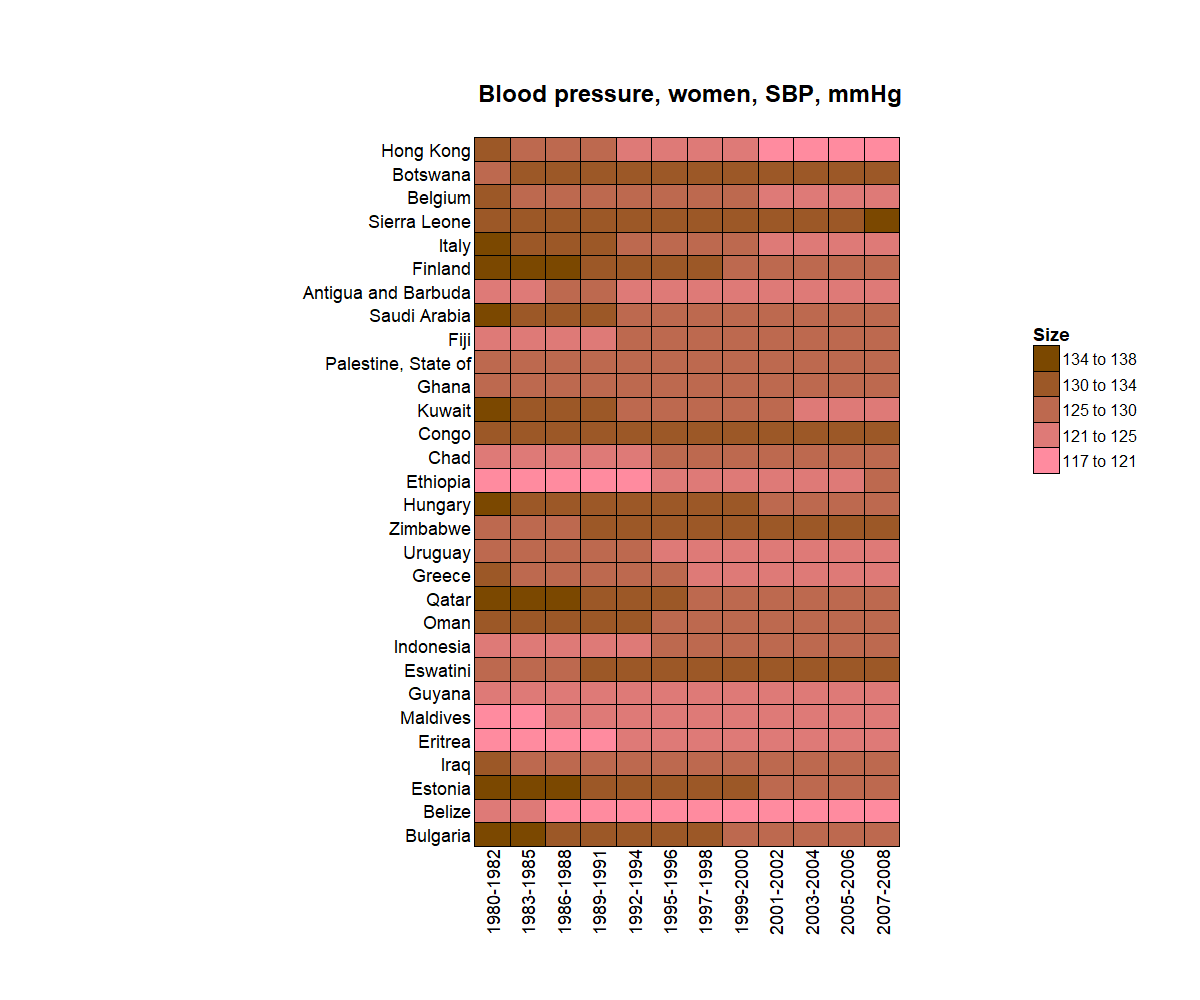 Blood pressure, women, SBP, mmHg
Hong Kong
Botswana
Belgium
Sierra Leone
Italy
Finland
Antigua and Barbuda
Saudi Arabia
Fiji
Palestine, State of
Ghana
Kuwait
Congo
Chad
Ethiopia
Hungary
Zimbabwe
Uruguay
Greece
Qatar
Oman
Indonesia
Eswatini
Guyana
Maldives
Eritrea
Iraq
Estonia
Belize
Bulgaria
1980-1982
1983-1985
1986-1988
1989-1991
1992-1994
1995-1996
1997-1998
1999-2000
2001-2002
2003-2004
2005-2006
2007-2008
Size
134 to 138
130 to 134
125 to 130
121 to 125
117 to 121